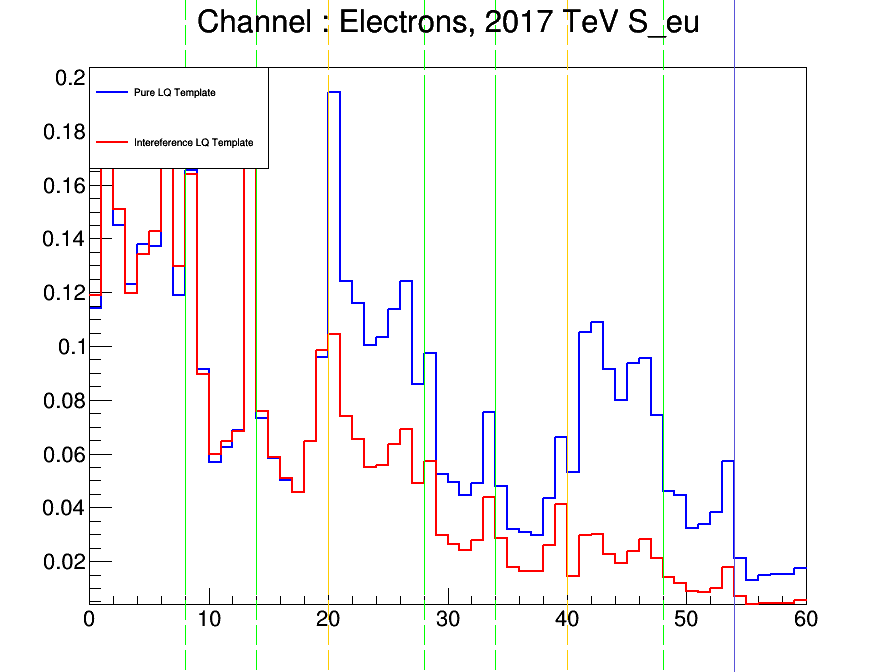 Channel : Electrons, 2017 TeV S_eu
0.2
Pure LQ Template
0.18
Intereference LQ Template
0.16
0.14
0.12
0.1
0.08
0.06
0.04
0.02
0 10 20 30 40 50 60